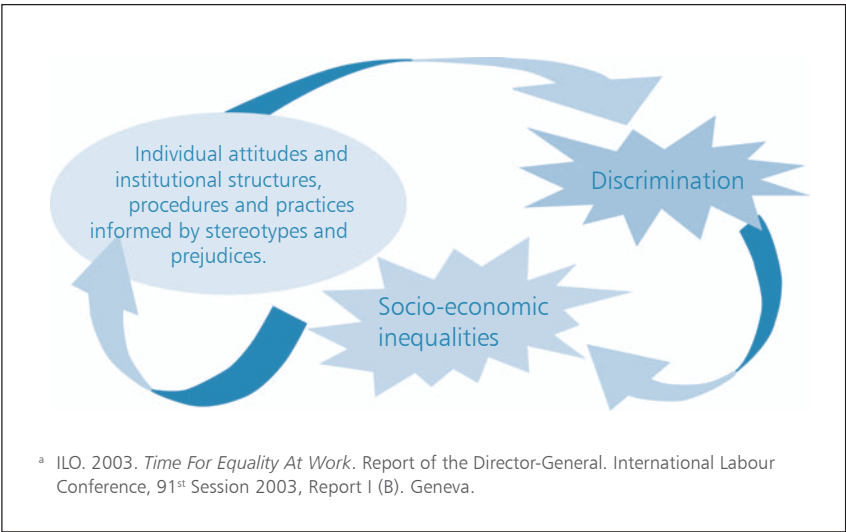 Individual attitudes and
institutional structures,
procedures and practices
informed by stereotypes and
prejudices.
Discrimination
Socio-economic
inequalities
a ILO. 2003. Time For Equality At Work. Report of the Director-General. International Labour
Conference, 91st Session 2003, Report I (B). Geneva.